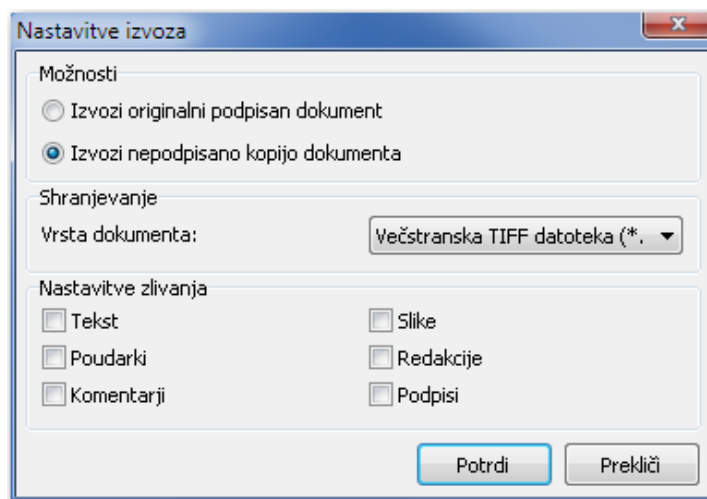 Nastavitve izvoza
Možnosti
Izvozi originalni podpisan dokument
Izvozi nepodpisano kopijo dokumenta
Shranjevanje
Vrsta dokumenta: Večstranska TIFF datoteka (*.
Nastavitve zlivanja
Tekst Slike
Poudarki Redakcije
Komentarji Podpisi
Potrdi Prekliči